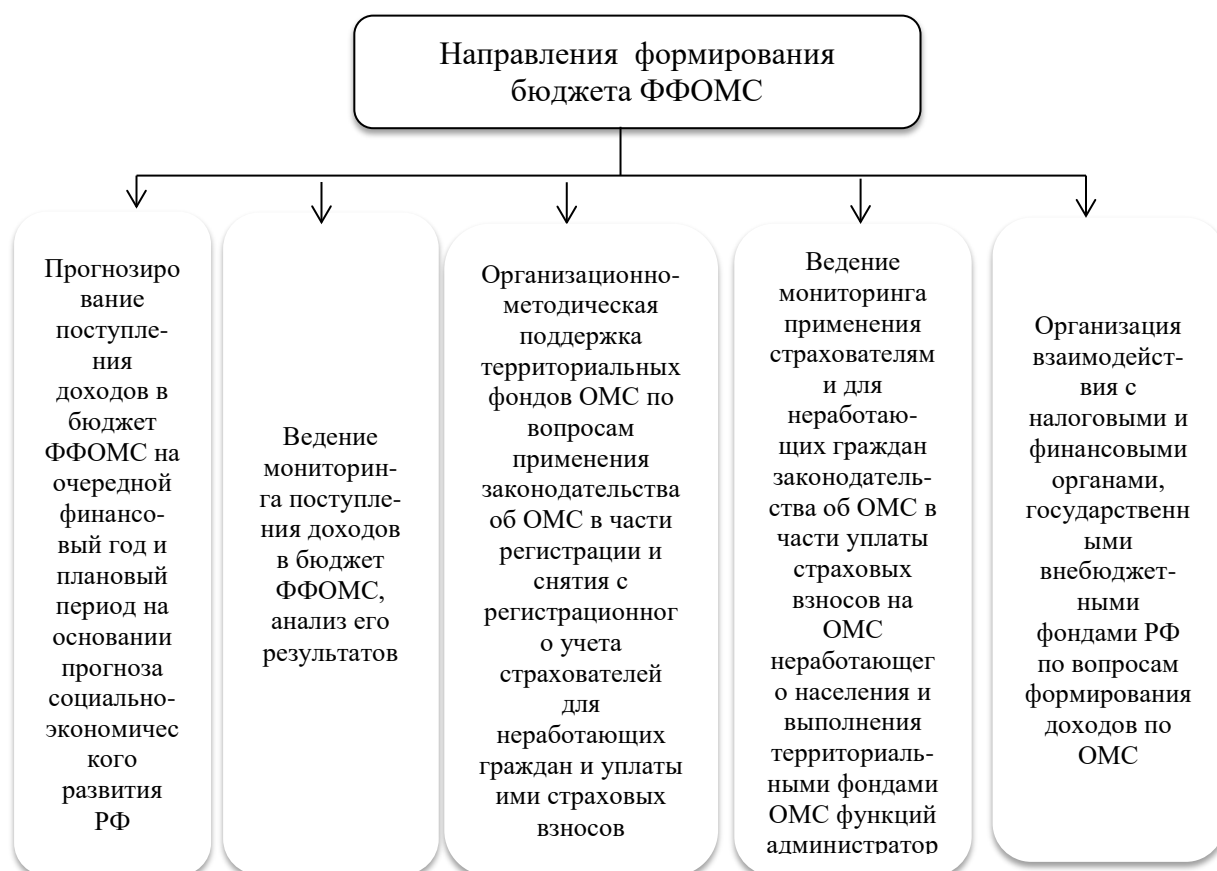 Направления формирования
бюджета ФФОМС
Прогнозиро
вание
поступле-
ния
доходов в
бюджет
ФФОМС на
очередной
финансо-
вый год и
плановый
период на
основании
прогноза
социально-
экономичес
кого
развития
РФ
Ведение
мониторин-
га поступле-
ния доходов
в бюджет
ФФОМС,
анализ его
результатов
Организационно-
методическая
поддержка
территориальных
фондов ОМС по
вопросам
применения
законодательства
об ОМС в части
регистрации и
снятия с
регистрационног
о учета
страхователей
для
неработающих
граждан и уплаты
ими страховых
взносов
Ведение
мониторинга
применения
страхователям
и для
неработаю-
щих граждан
законодатель-
ства об ОМС в
части уплаты
страховых
взносов на
ОМС
неработающег
о населения и
выполнения
территориаль-
ными фондами
ОМС функций
администратор
Организация
взаимодейст-
вия с
налоговыми и
финансовыми
органами,
государственн
ыми
внебюджет-
ными
фондами РФ
по вопросам
формирования
доходов по
ОМС